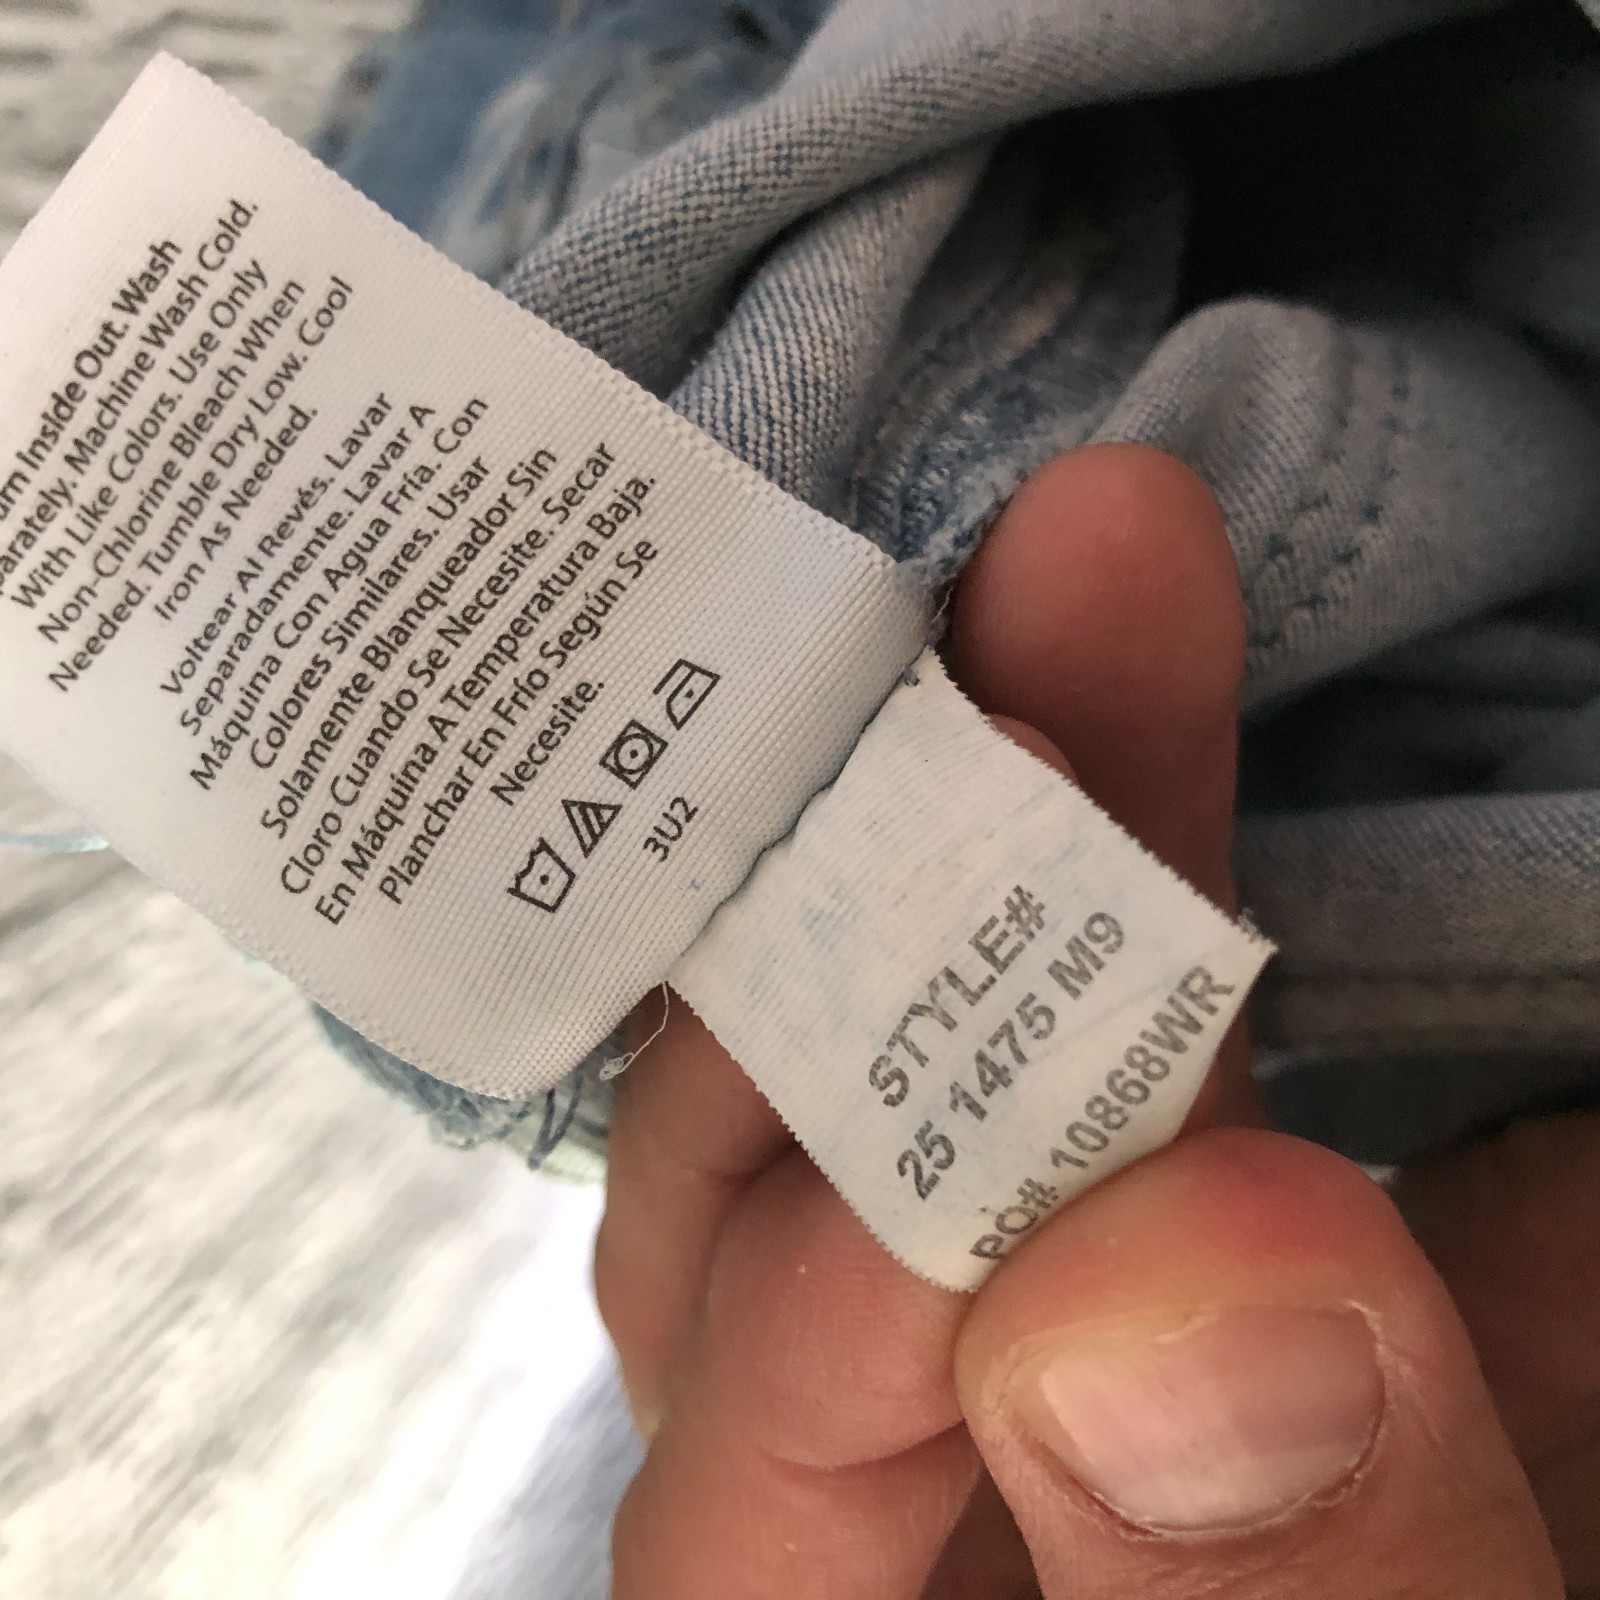 Inside Out. Wash
Machine Wash Cold.
With Like Colors. Use Only
Non-Chlorine Bleach When
Needed. Tumble Dry Low. Cool
Iron As Needed.
Voltear Al Revés. Lavar
Separadamente. Lavar A
Máquina Con Agua Fría. Con
Colores Similares. Usar
Solamente Blanqueador Sin
Cloro Cuando Se Necesite. Secar
En Máquina A Temperatura Baja.
Planchar En Frío Según Se
Necesite.
3U2
STYLE#
25 1475 M9
PO# 10868WR